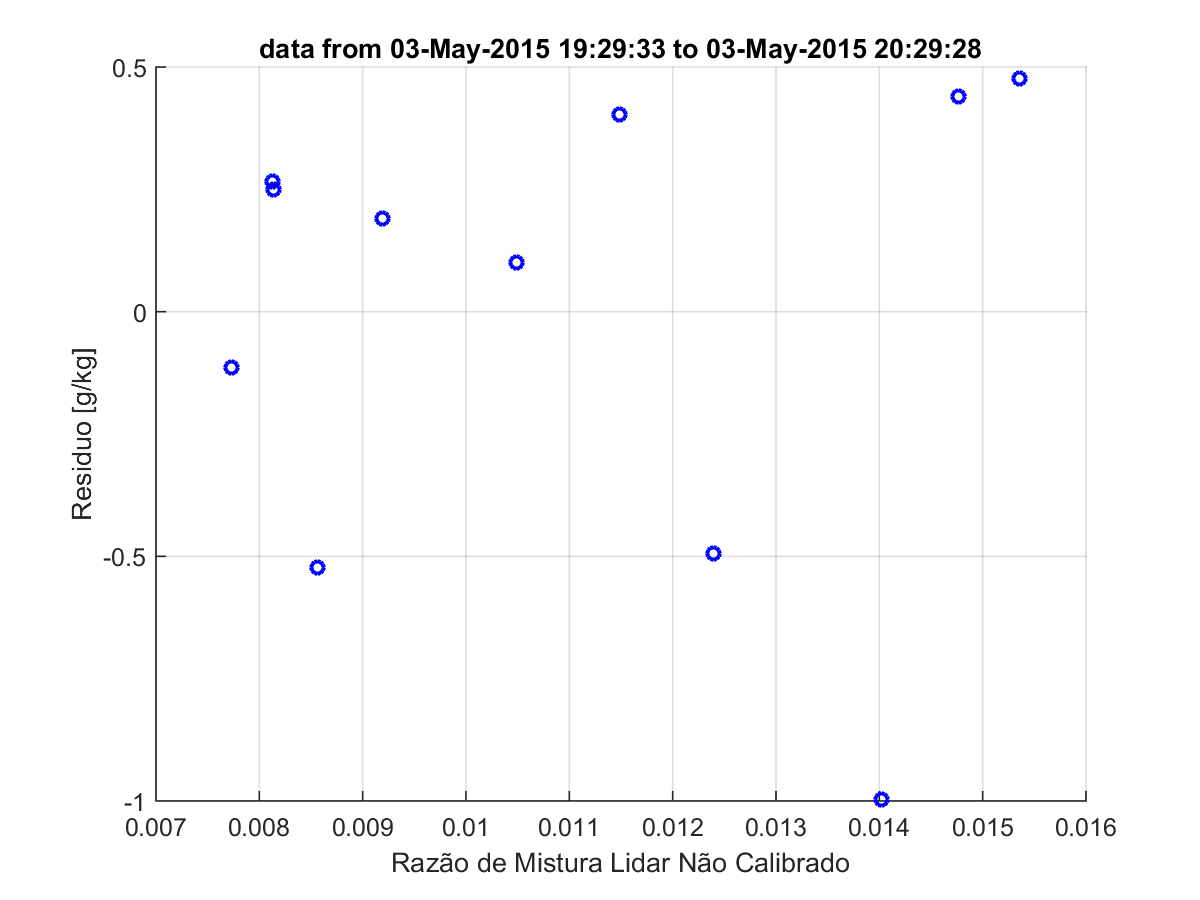 data from 03-May-2015 19:29:33 to 03-May-2015 20:29:28
0.5
0
-0.5
-1
Residuo [g/kg]
0.007 0.008 0.009 0.01 0.011 0.012 0.013 0.014 0.015 0.016
Razão de Mistura Lidar Não Calibrado